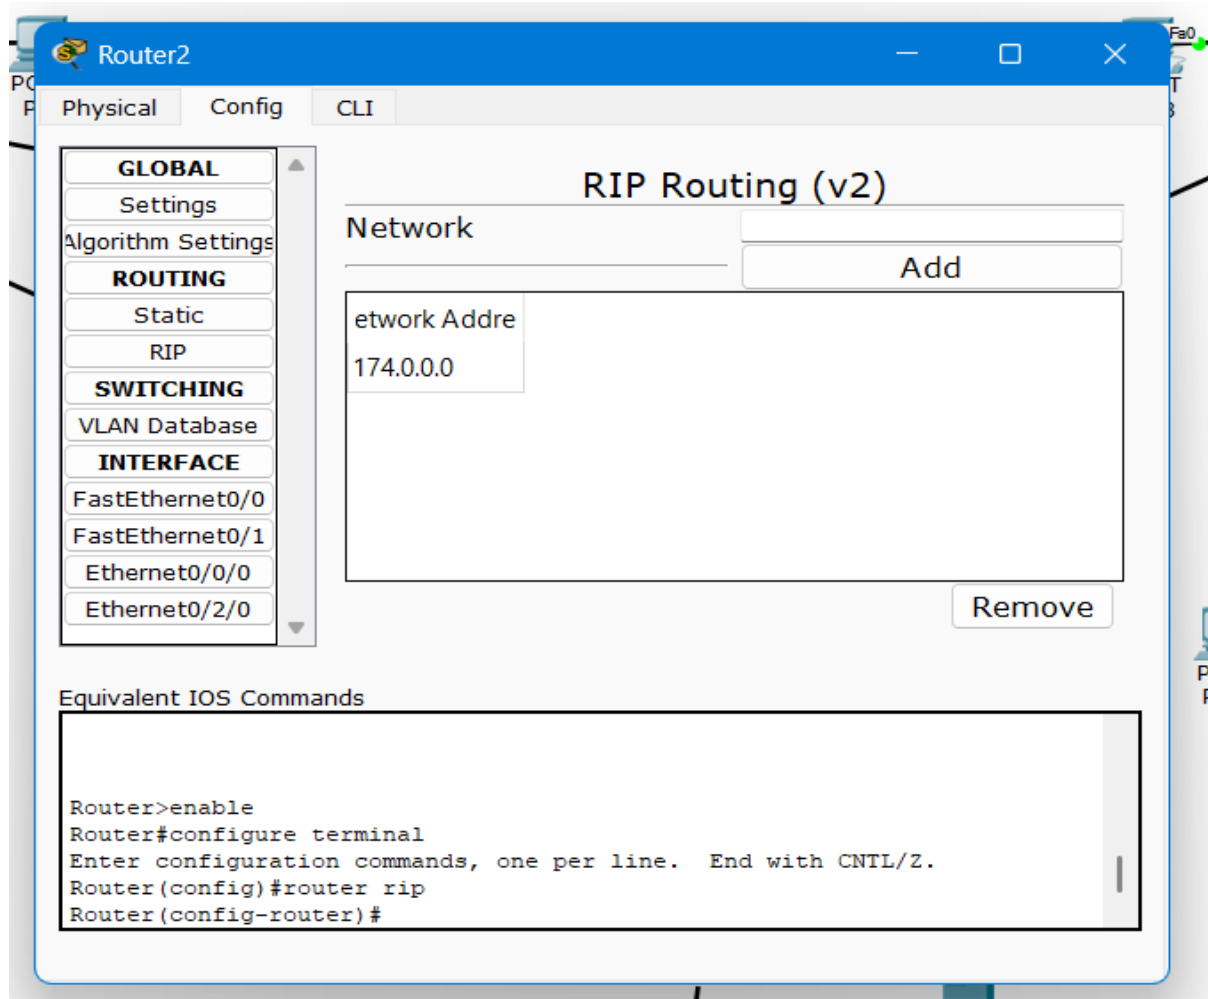 Router2
Fa0
PC
P
T
3
Physical
Config
CLI
GLOBAL
Settings
Algorithm Settings
ROUTING
Static
RIP
SWITCHING
VLAN Database
INTERFACE
FastEthernet0/0
FastEthernet0/1
Ethernet0/0/0
Ethernet0/2/0
RIP Routing (v2)
Network
Add
etwork Addre
174.0.0.0
Remove
P
Equivalent IOS Commands
Router>enable
Router#configure terminal
Enter configuration commands, one per line.  End with CNTL/Z.
Router(config)#router rip
Router(config-router)#